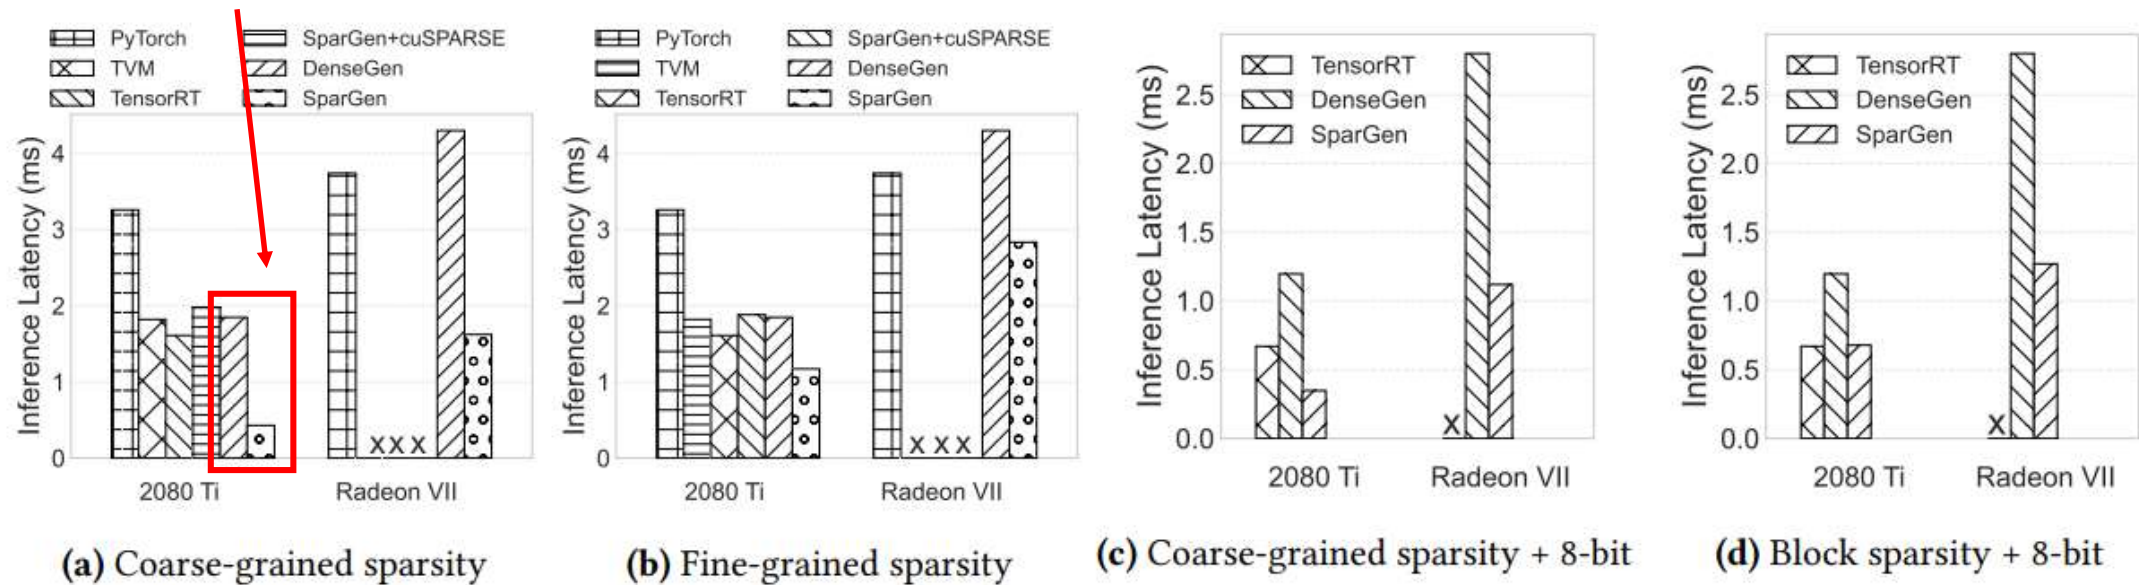 PyTorch
TVM
TensorRT
SparGen+cuSPARSE
DenseGen
SparGen
Inference Latency (ms)
4
3
2
1
0
X X X
2080 Ti
Radeon VII
(a) Coarse-grained sparsity
PyTorch
TVM
TensorRT
SparGen+cuSPARSE
DenseGen
SparGen
Inference Latency (ms)
4
3
2
1
0
X X X
2080 Ti
Radeon VII
(b) Fine-grained sparsity
TensorRT
DenseGen
SparGen
Inference Latency (ms)
2.5
2.0
1.5
1.0
0.5
0.0
X
2080 Ti
Radeon VII
(c) Coarse-grained sparsity + 8-bit
TensorRT
DenseGen
SparGen
Inference Latency (ms)
2.5
2.0
1.5
1.0
0.5
0.0
X
2080 Ti
Radeon VII
(d) Block sparsity + 8-bit